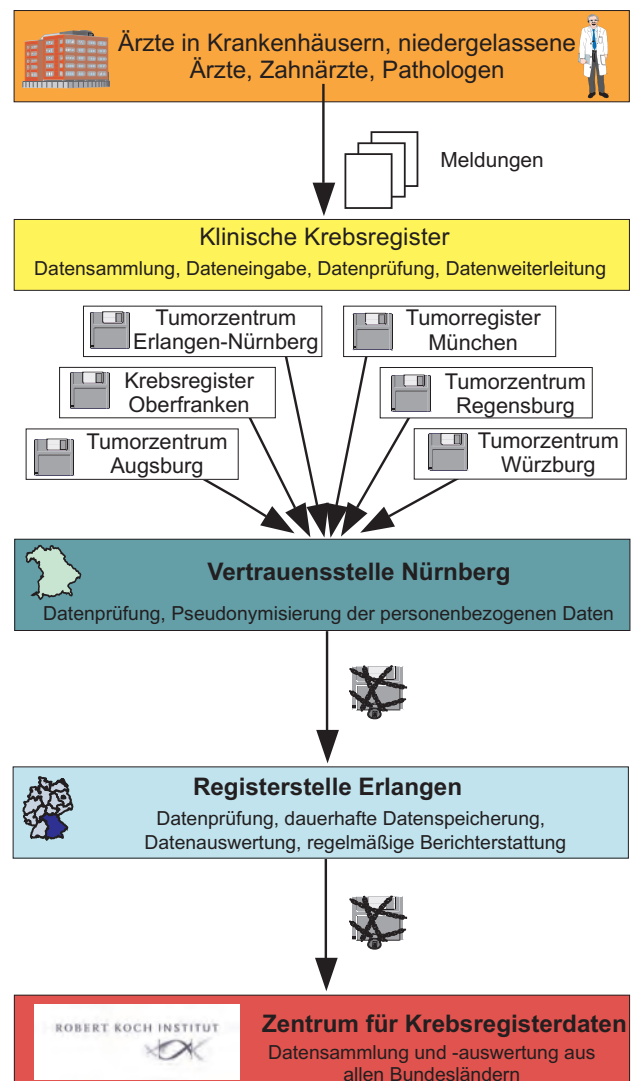 Ärzte in Krankenhäusern, niedergelassene
Ärzte, Zahnärzte, Pathologen
Meldungen
Klinische Krebsregister
Datensammlung, Dateneingabe, Datenprüfung, Datenweiterleitung
Tumorzentrum
Erlangen-Nürnberg
Tumorregister
München
Krebsregister
Oberfranken
Tumorzentrum
Regensburg
Tumorzentrum
Augsburg
Tumorzentrum
Würzburg
Vertrauensstelle Nürnberg
Datenprüfung, Pseudonymisierung der personenbezogenen Daten
Registerstelle Erlangen
Datenprüfung, dauerhafte Datenspeicherung,
Datenauswertung, regelmäßige Berichterstattung
ROBERT KOCH INSTITUT
Zentrum für Krebsregisterdaten
Datensammlung und -auswertung aus
allen Bundesländern